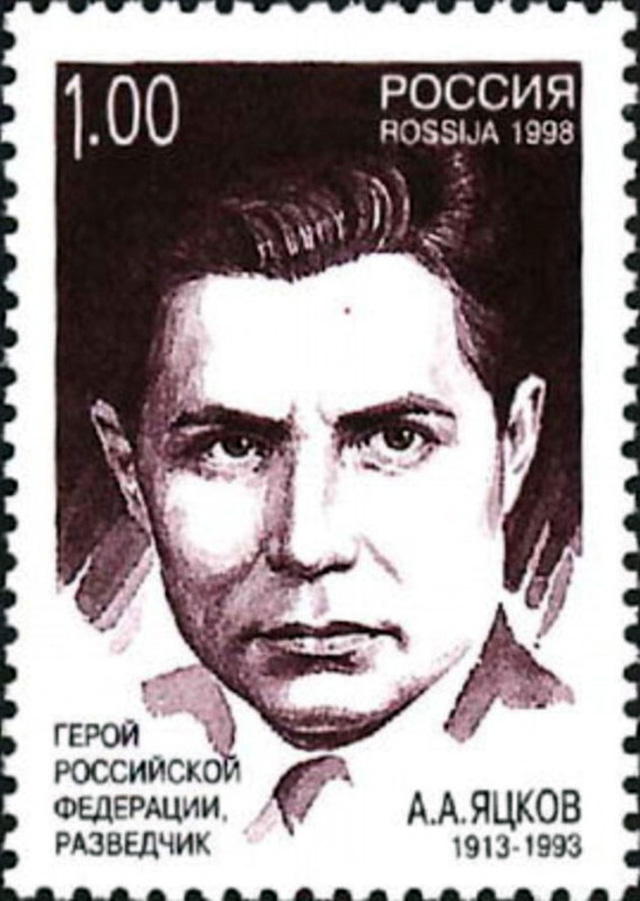 1.00
РОССИЯ
ROSSIJA 1998
ГЕРОЙ
РОССИЙСКОЙ
ФЕДЕРАЦИИ,
РАЗВЕДЧИК
А.А.ЯЦКОВ
1913-1993